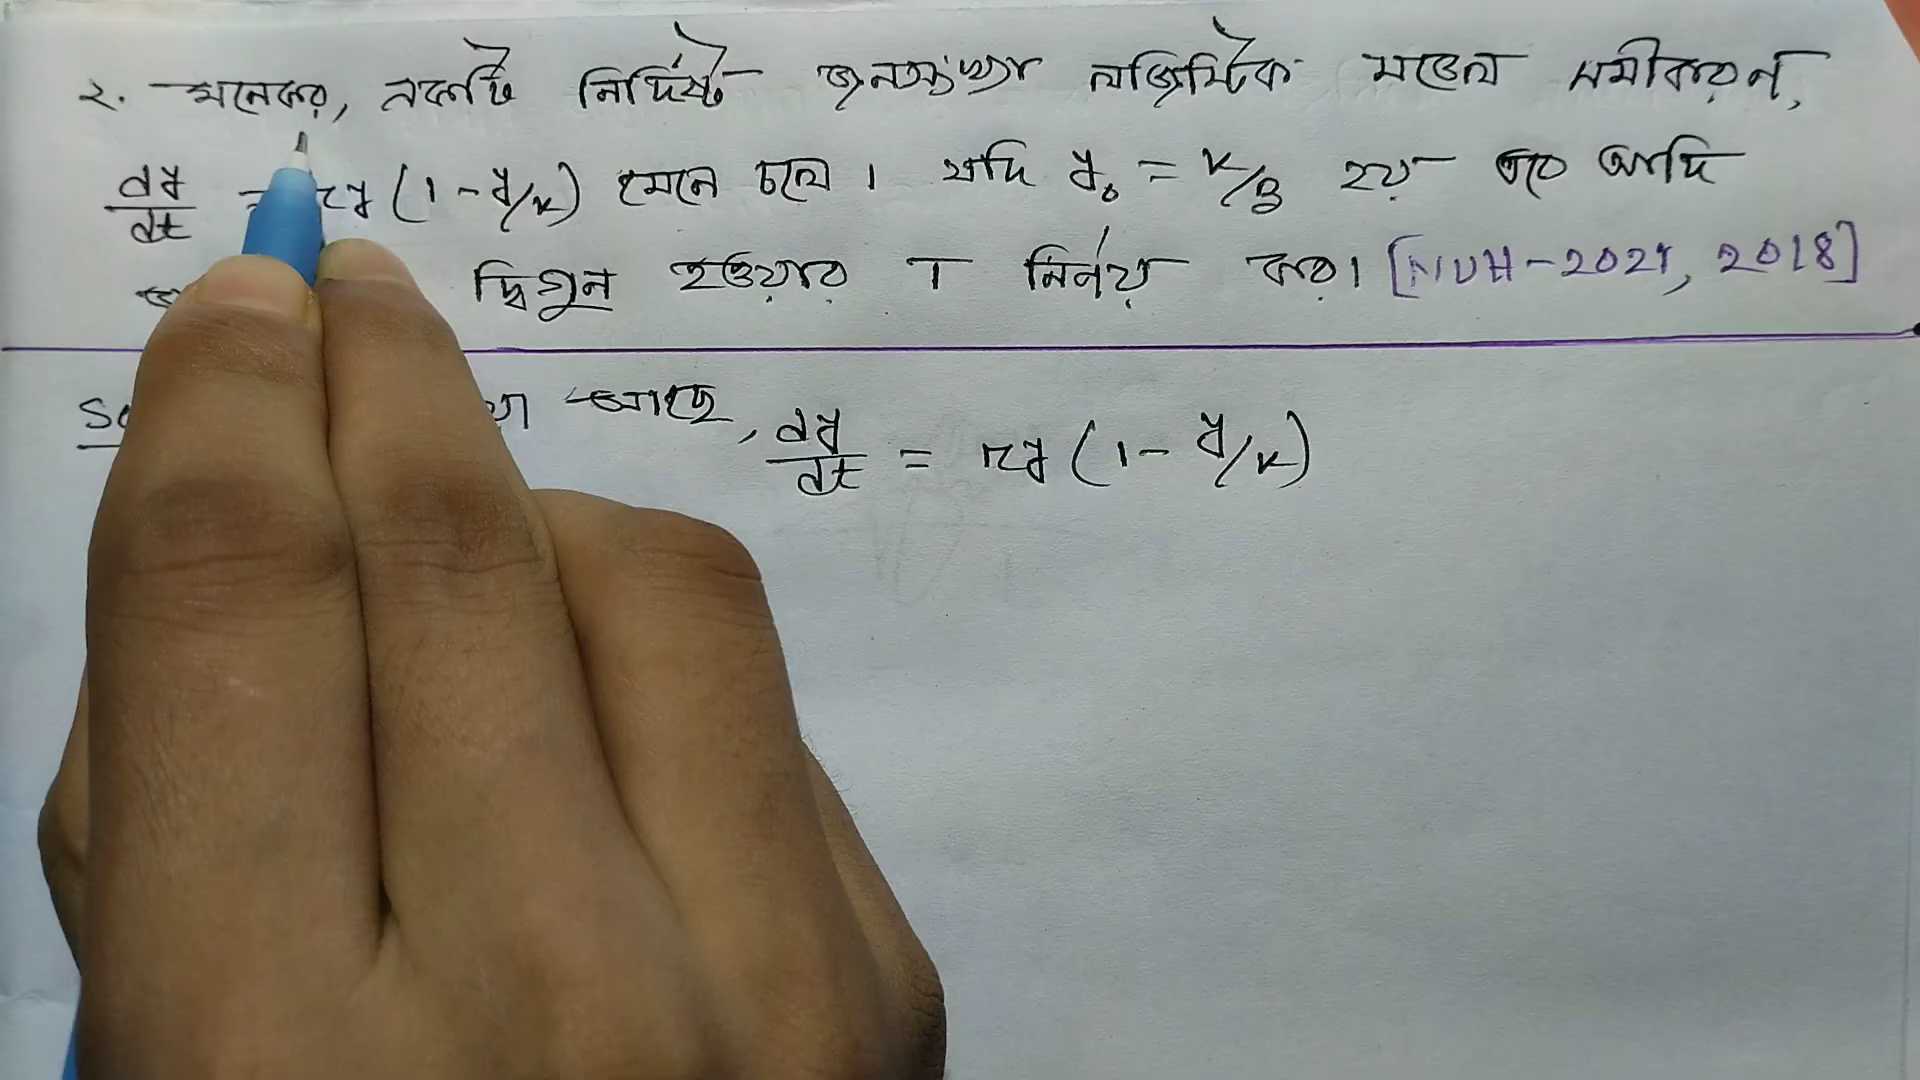 ২. মনেকর, একটি নির্দিষ্ট জনসংখ্যা লজিস্টিক মডেল সমীকরণ,
dy/dt = ry (1 - y/k) মেনে চলে। যদি y₀ = k/3 হয় তবে আদি
দ্বিগুন হওয়ার T নির্ণয় কর। [NUH-2021, 2018]
আছে, dy/dt = ry (1 - y/k)